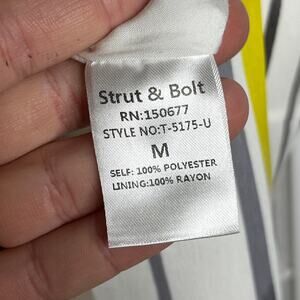 Strut & Bolt
RN:150677
STYLE NO:T-5175-U
M
SELF: 100% POLYESTER
LINING:100% RAYON